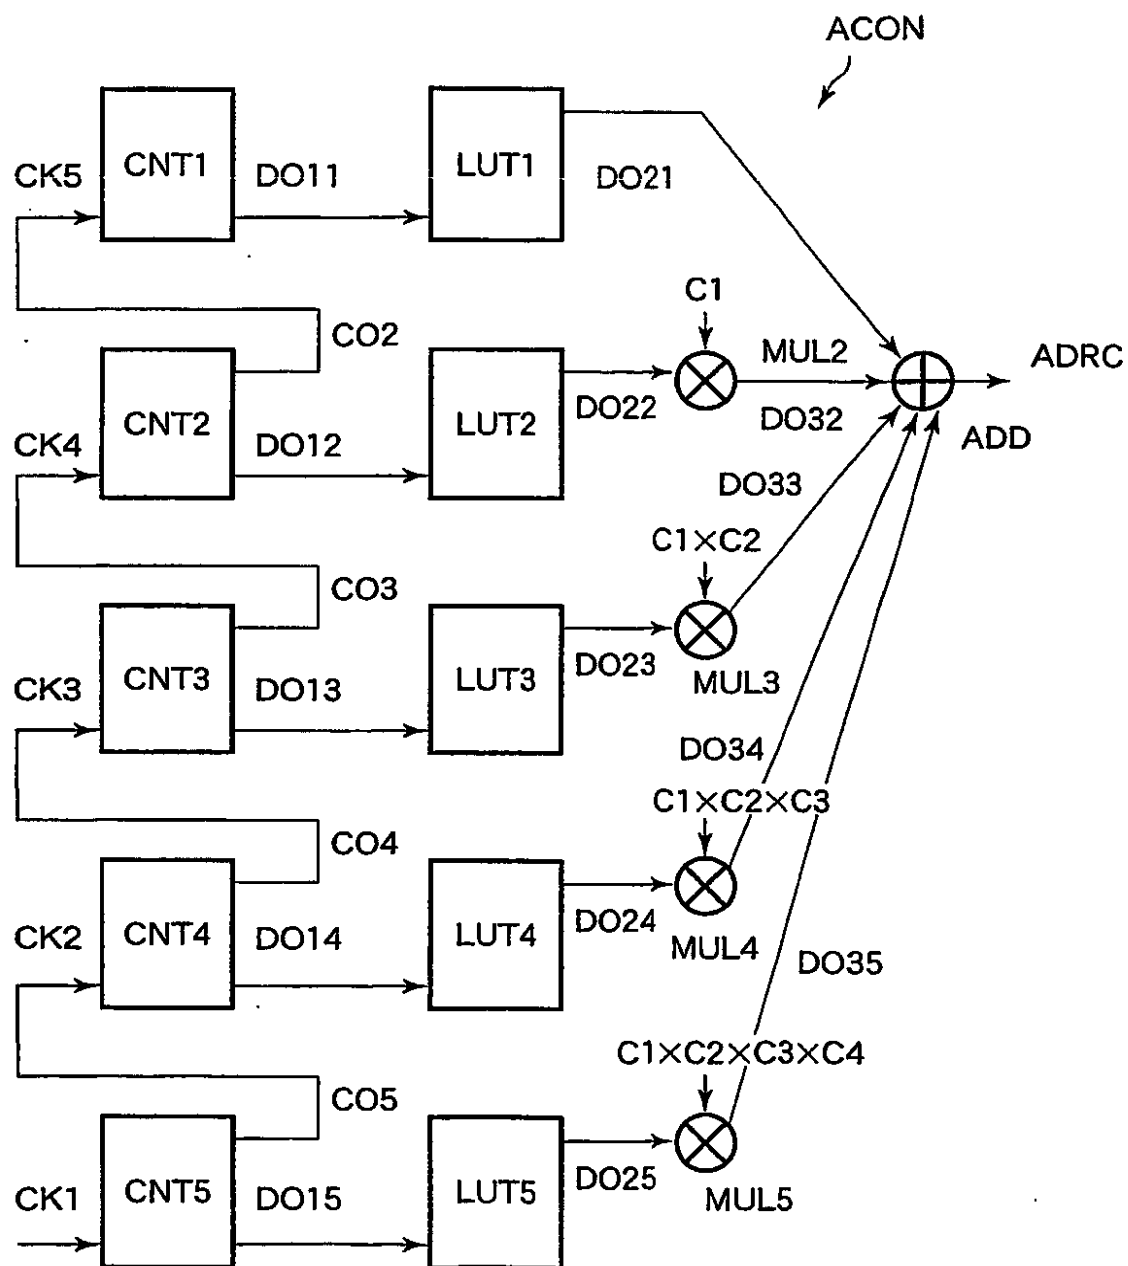 ACON
CK5
CNT1
DO11
LUT1
DO21
C1
CO2
MUL2
ADRC
CK4
CNT2
DO12
LUT2
DO22
DO32
ADD
DO33
C1×C2
CO3
CK3
CNT3
DO13
LUT3
DO23
MUL3
DO34
C1×C2×C3
CO4
CK2
CNT4
DO14
LUT4
DO24
MUL4
DO35
C1×C2×C3×C4
CO5
CK1
CNT5
DO15
LUT5
DO25
MUL5